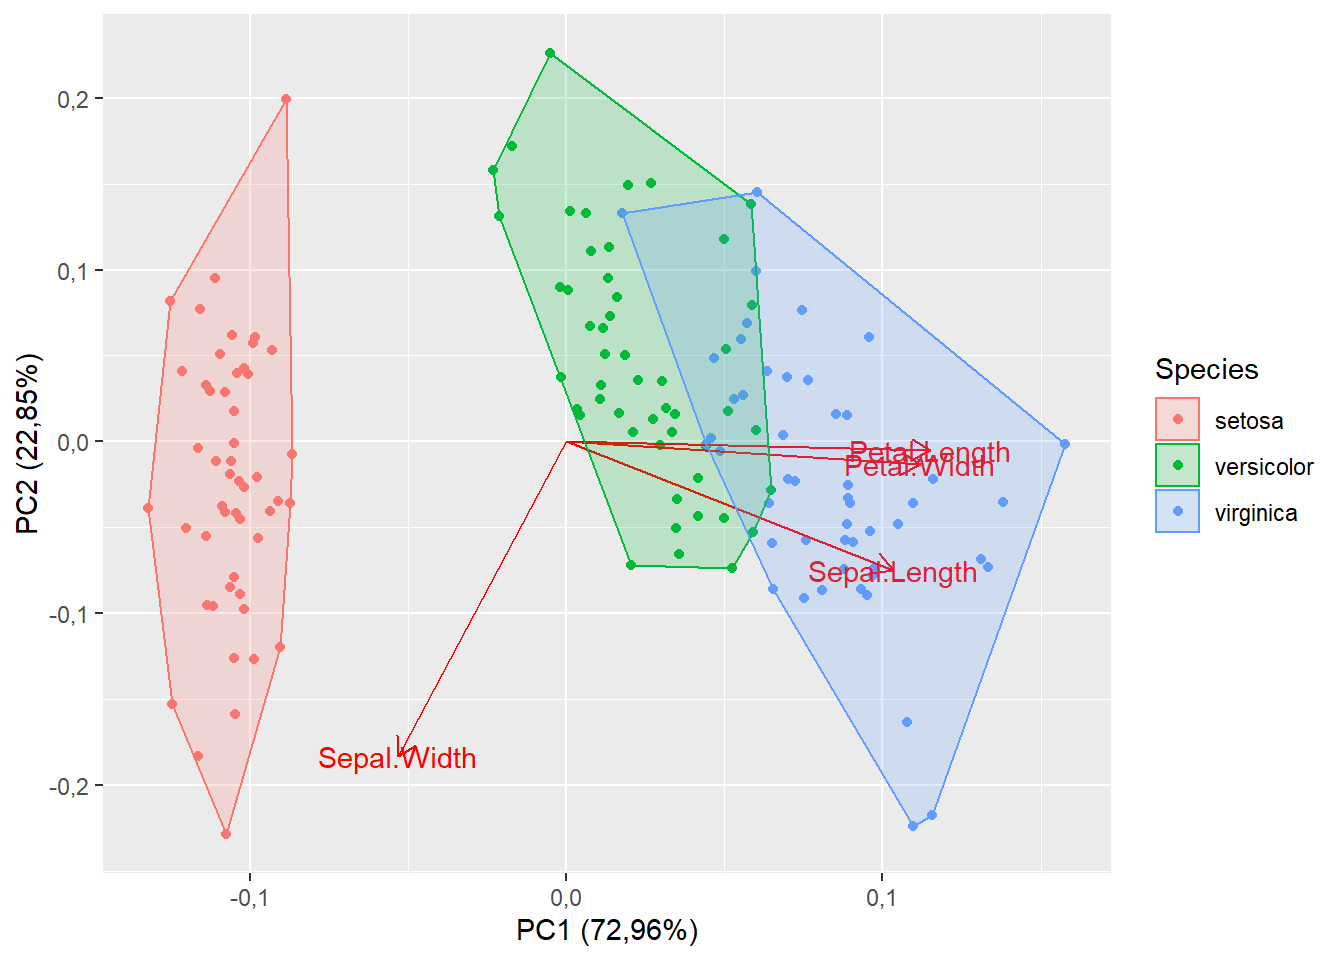 0,2
0,1
0,0
-0,1
-0,2
PC2 (22,85%)
Petal.Length
Petal.Width
Sepal.Length
Sepal.Width
-0,1
0,0
0,1
PC1 (72,96%)
Species
setosa
versicolor
virginica